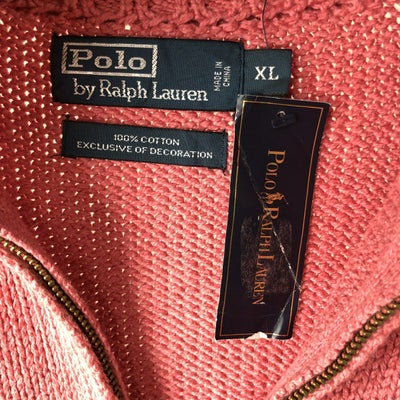 Polo
by Ralph Lauren
MADE IN
CHINA
XL
100% COTTON
EXCLUSIVE OF DECORATION
POLO RALPH LAUREN